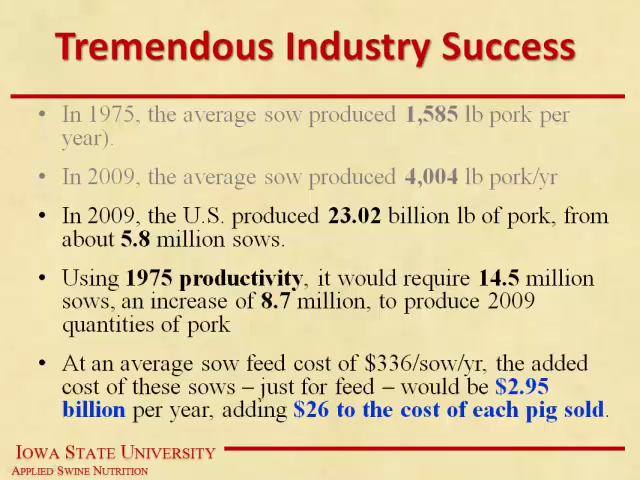 Tremendous Industry Success
• In 1975, the average sow produced 1,585 lb pork per
year).
• In 2009, the average sow produced 4,004 lb pork/yr
• In 2009, the U.S. produced 23.02 billion lb of pork, from
about 5.8 million sows.
• Using 1975 productivity, it would require 14.5 million
sows, an increase of 8.7 million, to produce 2009
quantities of pork
• At an average sow feed cost of $336/sow/yr, the added
cost of these sows – just for feed – would be $2.95
billion per year, adding $26 to the cost of each pig sold.
IOWA STATE UNIVERSITY
APPLIED SWINE NUTRITION